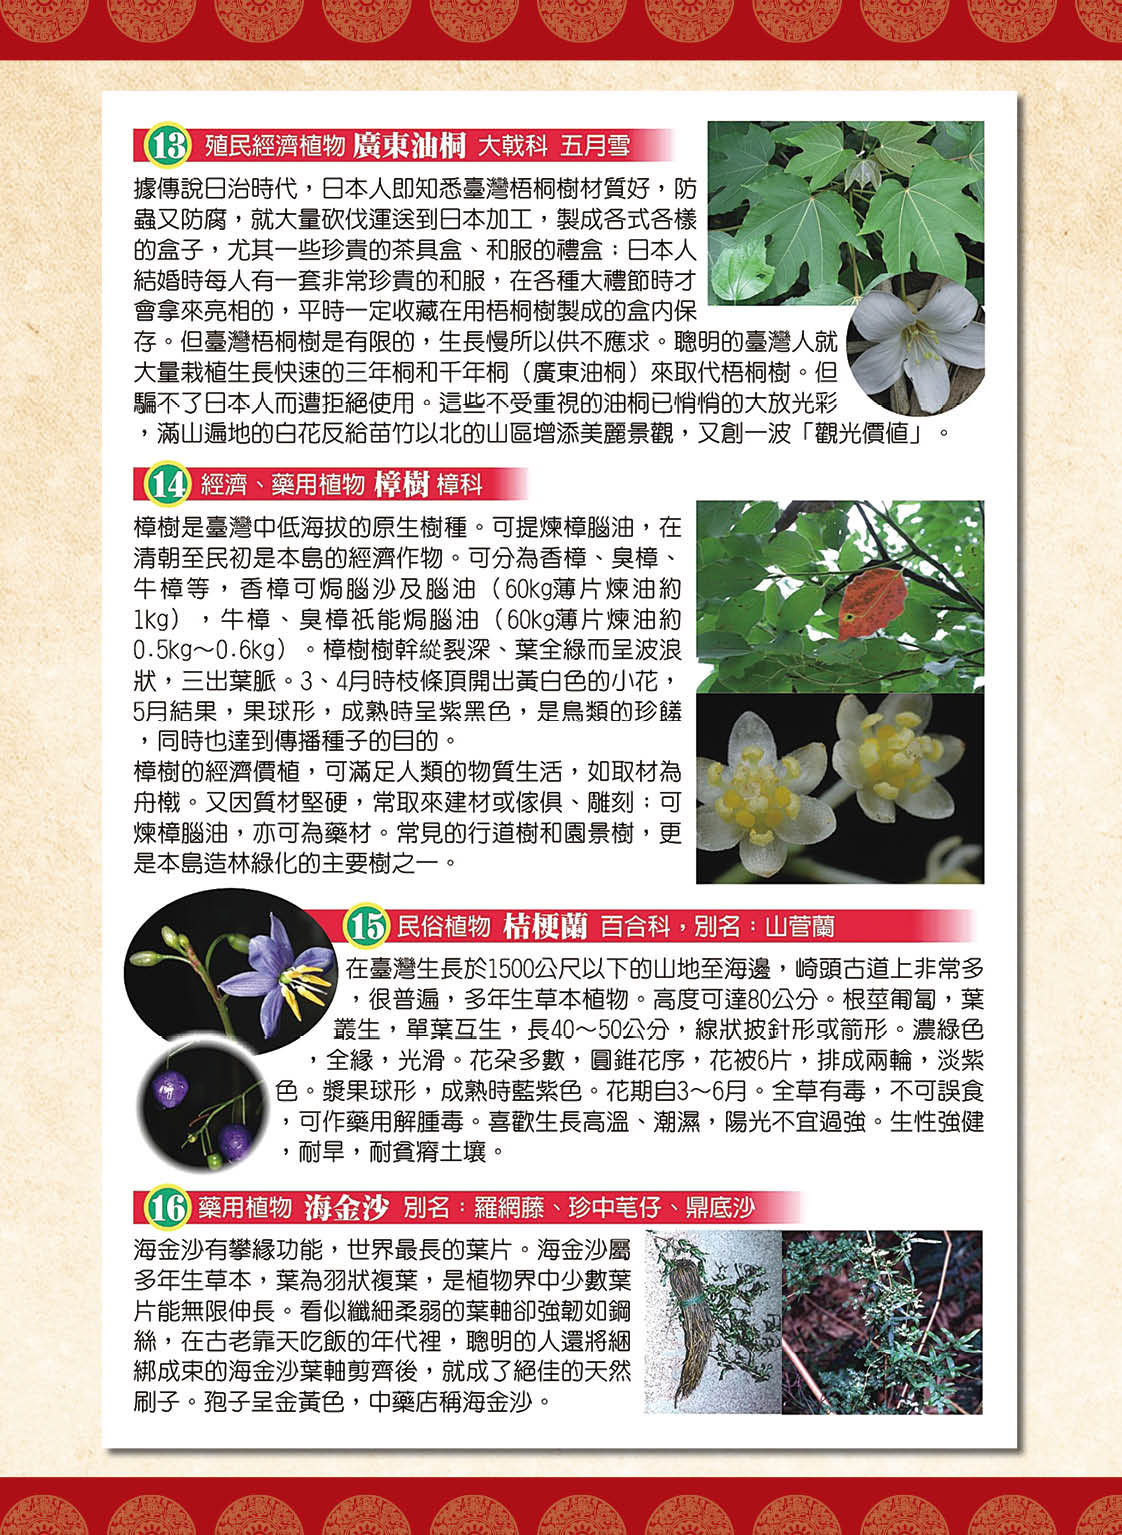 13 殖民經濟植物 廣東油桐 大戟科 五月雪
據傳說日治時代，日本人即知悉臺灣梧桐樹材質好，防
蟲又防腐，就大量砍伐運送到日本加工，製成各式各樣
的盒子，尤其一些珍貴的茶具盒、和服的禮盒；日本人
結婚時每人有一套非常珍貴的和服，在各種大禮節時才
會拿來亮相的，平時一定收藏在用梧桐樹製成的盒內保
存。但臺灣梧桐樹是有限的，生長慢所以供不應求。聰明的臺灣人就
大量栽植生長快速的三年桐和千年桐（廣東油桐）來取代梧桐樹。但
騙不了日本人而遭拒絕使用。這些不受重視的油桐已悄悄的大放光彩
，滿山遍地的白花反給苗竹以北的山區增添美麗景觀，又創一波「觀光價值」。
14 經濟、藥用植物 樟樹 樟科
樟樹是臺灣中低海拔的原生樹種。可提煉樟腦油，在
清朝至民初是本島的經濟作物。可分為香樟、臭樟、
牛樟等，香樟可焗腦沙及腦油（60kg薄片煉油約
1kg），牛樟、臭樟祇能焗腦油（60kg薄片煉油約
0.5kg～0.6kg）。樟樹樹幹縱裂深、葉全綠而呈波浪
狀，三出葉脈。3、4月時枝條頂開出黃白色的小花，
5月結果，果球形，成熟時呈紫黑色，是鳥類的珍饈
，同時也達到傳播種子的目的。
樟樹的經濟價植，可滿足人類的物質生活，如取材為
舟楫。又因質材堅硬，常取來建材或傢俱、雕刻；可
煉樟腦油，亦可為藥材。常見的行道樹和園景樹，更
是本島造林綠化的主要樹之一。
15 民俗植物 桔梗蘭 百合科，別名：山菅蘭
在臺灣生長於1500公尺以下的山地至海邊，崎頭古道上非常多
，很普遍，多年生草本植物。高度可達80公分。根莖匍匐，葉
叢生，單葉互生，長40～50公分，線狀披針形或箭形。濃綠色
，全緣，光滑。花朵多數，圓錐花序，花被6片，排成兩輪，淡紫
色。漿果球形，成熟時藍紫色。花期自3～6月。全草有毒，不可誤食
，可作藥用解腫毒。喜歡生長高溫、潮濕，陽光不宜過強。生性強健
，耐旱，耐貧瘠土壤。
16 藥用植物 海金沙 別名：羅網藤、珍中毛仔、鼎底沙
海金沙有攀緣功能，世界最長的葉片。海金沙屬
多年生草本，葉為羽狀複葉，是植物界中少數葉
片能無限伸長。看似纖細柔弱的葉軸卻強韌如鋼
絲，在古老靠天吃飯的年代裡，聰明的人還將綑
綁成束的海金沙葉軸剪齊後，就成了絕佳的天然
刷子。孢子呈金黃色，中藥店稱海金沙。